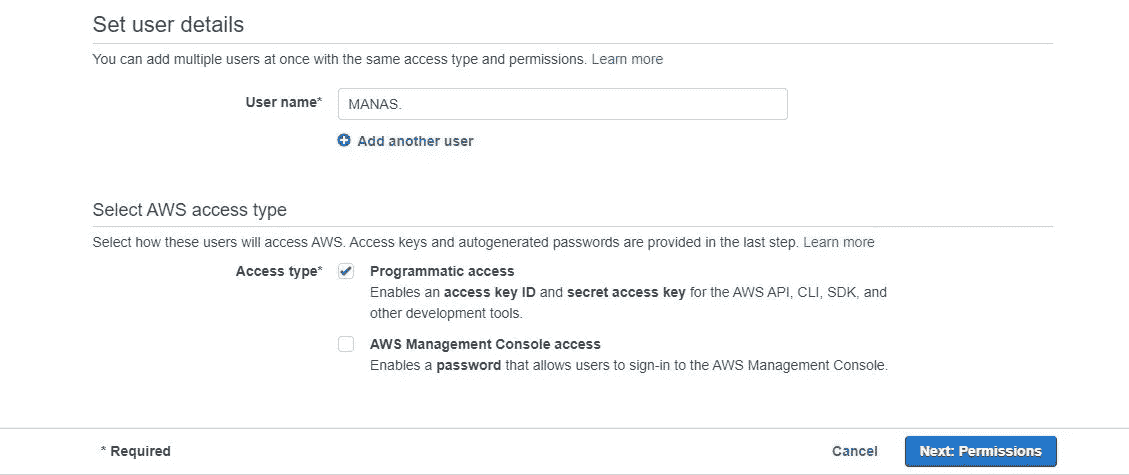 Set user details
You can add multiple users at once with the same access type and permissions. Learn more
User name* MANAS.
Add another user
Select AWS access type
Select how these users will access AWS. Access keys and autogenerated passwords are provided in the last step. Learn more
Access type* Programmatic access
Enables an access key ID and secret access key for the AWS API, CLI, SDK, and
other development tools.
AWS Management Console access
Enables a password that allows users to sign-in to the AWS Management Console.
* Required Cancel Next: Permissions